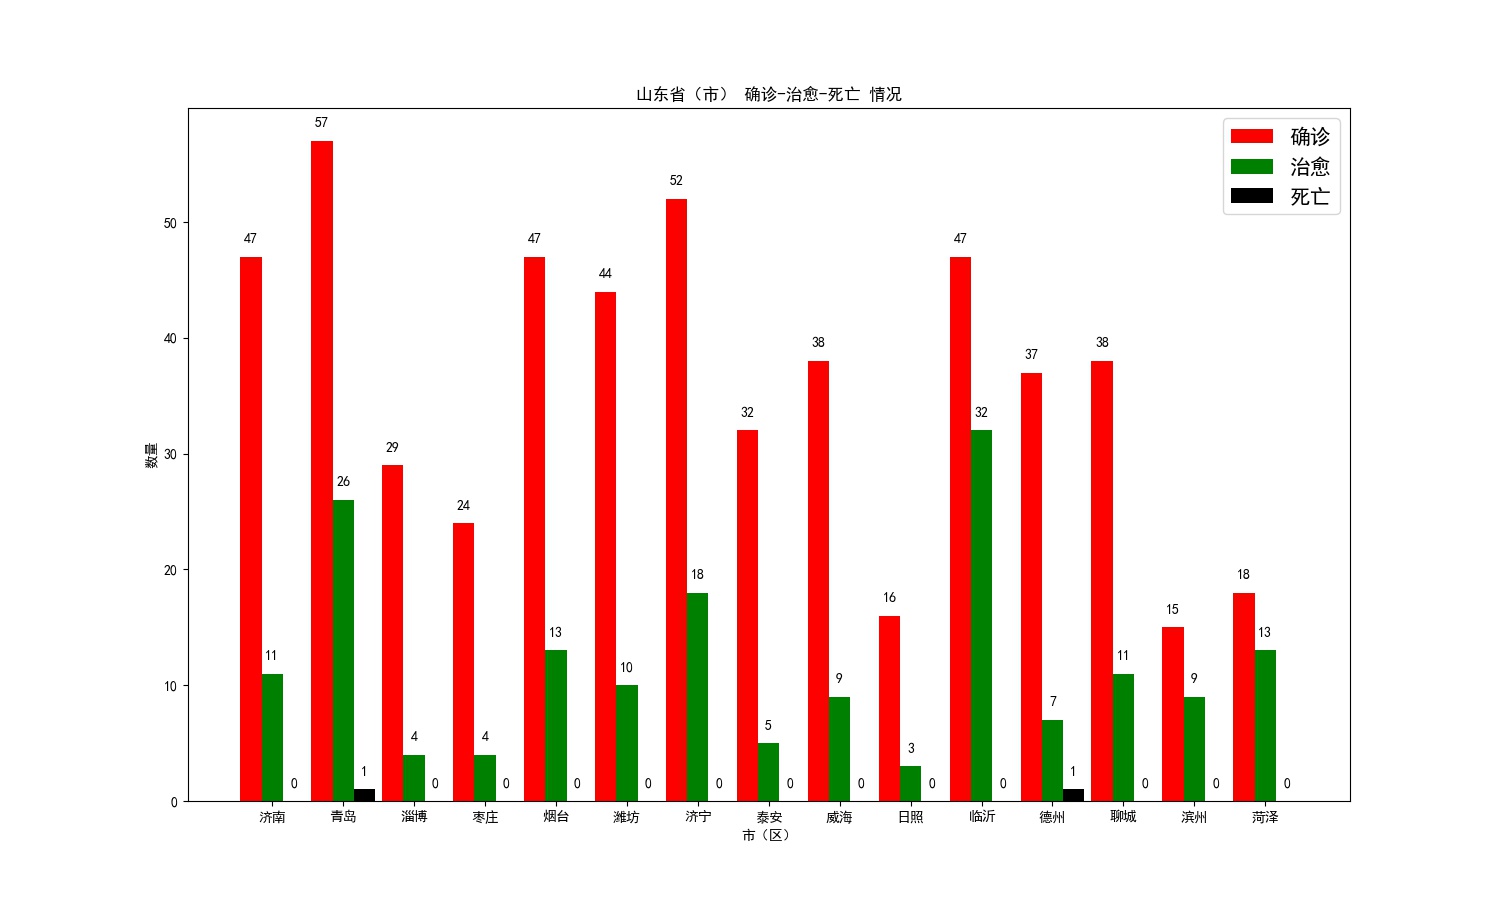 山东省（市） 确诊-治愈-死亡 情况
确诊
治愈
死亡
数量
50
40
30
20
10
0
47 11 0
57 26 1
29 4 0
24 4 0
47 13 0
44 10 0
52 18 0
32 5 0
38 9 0
16 3 0
47 32 0
37 7 1
38 11 0
15 9 0
18 13 0
济南 青岛 淄博 枣庄 烟台 潍坊 济宁 泰安 威海 日照 临沂 德州 聊城 滨州 菏泽
市（区）